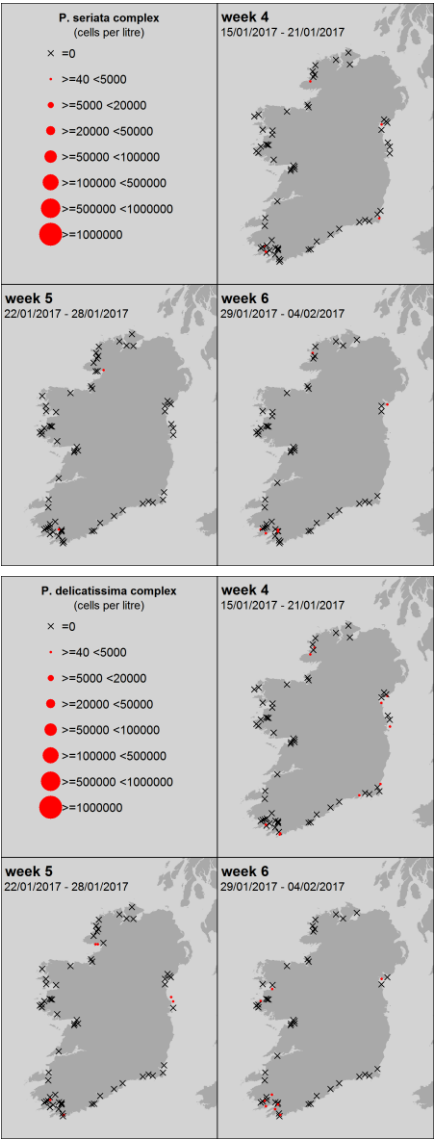 P. seriata complex
(cells per litre)
=0
>=40 <5000
>=5000 <20000
>=20000 <50000
>=50000 <100000
>=100000 <500000
>=500000 <1000000
>=1000000
week 4
15/01/2017 - 21/01/2017
week 5
22/01/2017 - 28/01/2017
week 6
29/01/2017 - 04/02/2017
P. delicatissima complex
(cells per litre)
=0
>=40 <5000
>=5000 <20000
>=20000 <50000
>=50000 <100000
>=100000 <500000
>=500000 <1000000
>=1000000
week 4
15/01/2017 - 21/01/2017
week 5
22/01/2017 - 28/01/2017
week 6
29/01/2017 - 04/02/2017